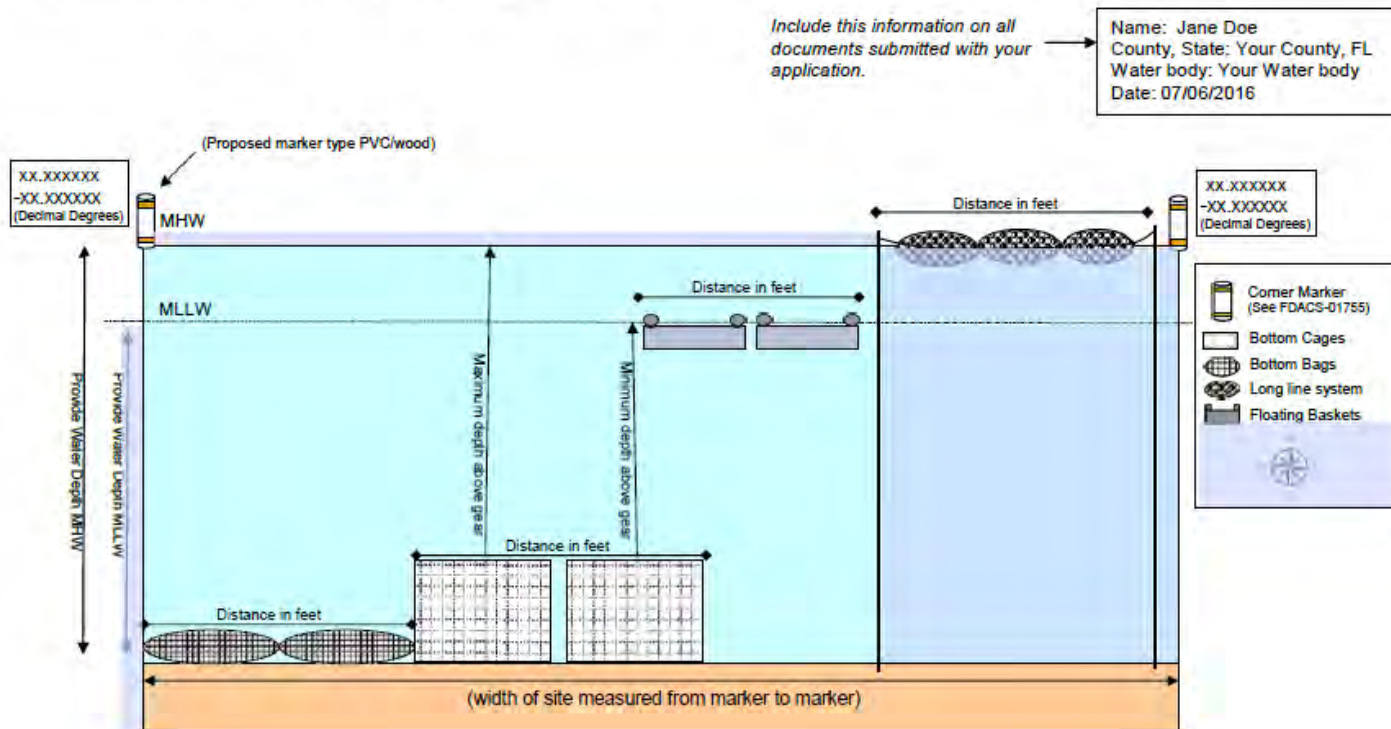 Include this information on all
documents submitted with your
application.
Name: Jane Doe
County, State: Your County, FL
Water body: Your Water body
Date: 07/06/2016
(Proposed marker type PVC/wood)
XX.XXXXXX
-XX.XXXXXX
(Decimal Degrees)
XX.XXXXXX
-XX.XXXXXX
(Decimal Degrees)
MHW
Distance in feet
MLLW
Distance in feet
Provide Water Depth MHW
Provide Water Depth MLLW
Maximum depth above gear
Minimum depth above gear
Corner Marker
(See FDACS-01755)
Bottom Cages
Bottom Bags
Long line system
Floating Baskets
Distance in feet
Distance in feet
(width of site measured from marker to marker)